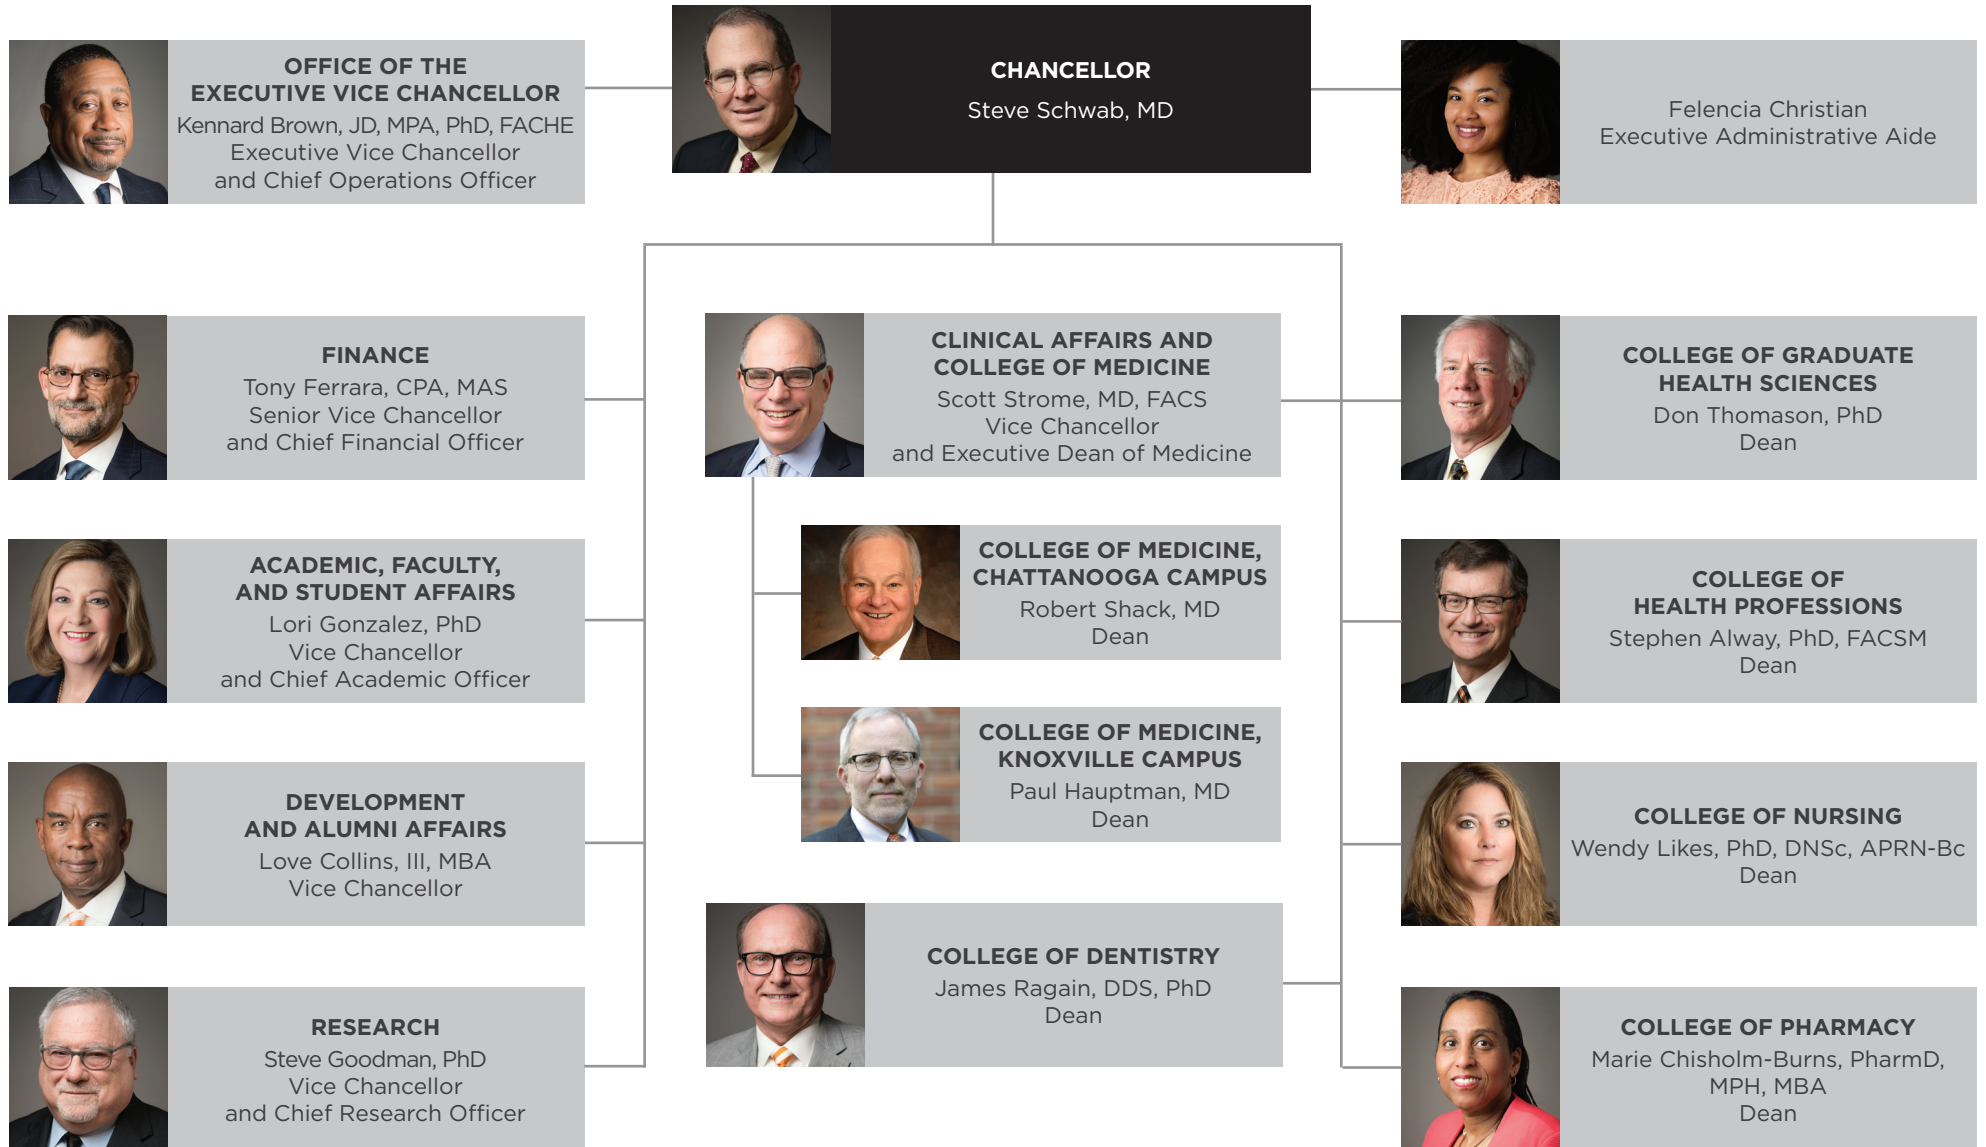 OFFICE OF THE
EXECUTIVE VICE CHANCELLOR
Kennard Brown, JD, MPA, PhD, FACHE
Executive Vice Chancellor
and Chief Operations Officer
CHANCELLOR
Steve Schwab, MD
Felencia Christian
Executive Administrative Aide
FINANCE
Tony Ferrara, CPA, MAS
Senior Vice Chancellor
and Chief Financial Officer
CLINICAL AFFAIRS AND
COLLEGE OF MEDICINE
Scott Strome, MD, FACS
Vice Chancellor
and Executive Dean of Medicine
COLLEGE OF GRADUATE
HEALTH SCIENCES
Don Thomason, PhD
Dean
ACADEMIC, FACULTY,
AND STUDENT AFFAIRS
Lori Gonzalez, PhD
Vice Chancellor
and Chief Academic Officer
COLLEGE OF MEDICINE,
CHATTANOOGA CAMPUS
Robert Shack, MD
Dean
COLLEGE OF
HEALTH PROFESSIONS
Stephen Alway, PhD, FACSM
Dean
COLLEGE OF MEDICINE,
KNOXVILLE CAMPUS
Paul Hauptman, MD
Dean
DEVELOPMENT
AND ALUMNI AFFAIRS
Love Collins, III, MBA
Vice Chancellor
COLLEGE OF NURSING
Wendy Likes, PhD, DNSc, APRN-Bc
Dean
COLLEGE OF DENTISTRY
James Ragain, DDS, PhD
Dean
RESEARCH
Steve Goodman, PhD
Vice Chancellor
and Chief Research Officer
COLLEGE OF PHARMACY
Marie Chisholm-Burns, PharmD,
MPH, MBA
Dean